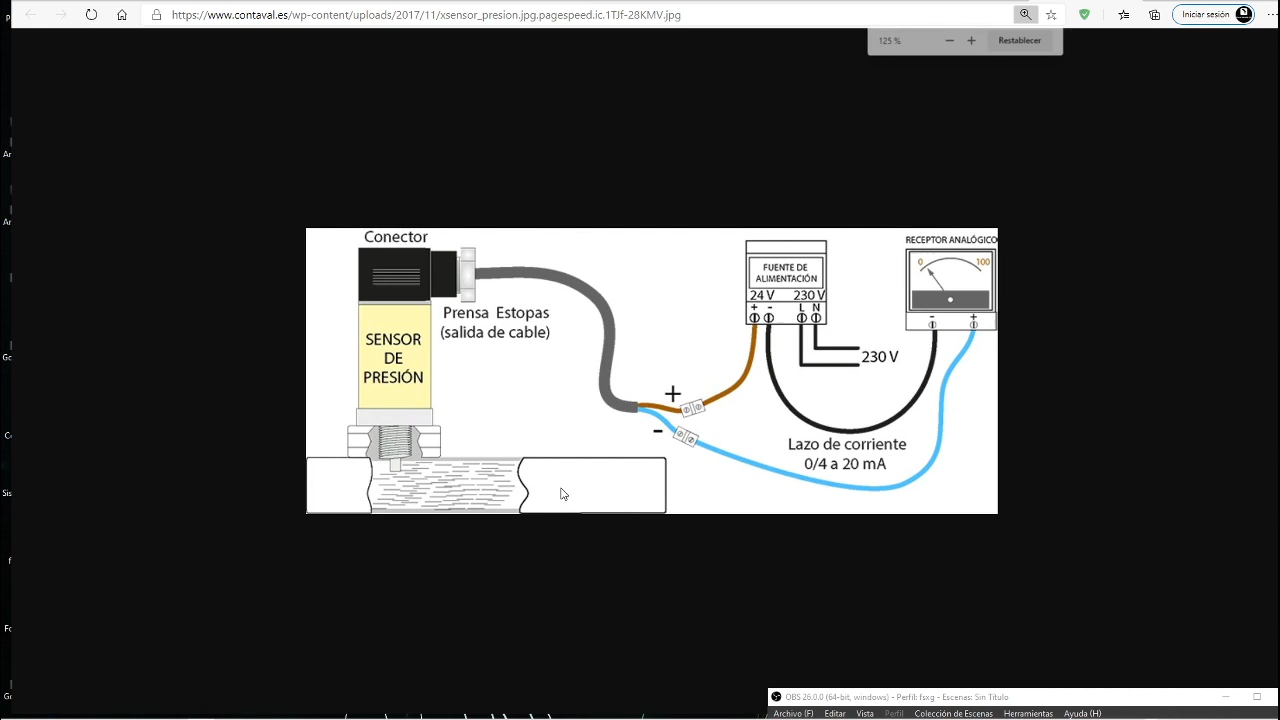 https://www.contaval.es/wp-content/uploads/2017/11/xsensor_presion.jpg.pagespeed.ic.1TJf-28KMV.jpg
Iniciar sesión
125 %
Restablecer
Conector
Prensa Estopas
(salida de cable)
SENSOR
DE
PRESIÓN
+
-
FUENTE DE
ALIMENTACIÓN
24 V 230 V
+ - L N
230 V
RECEPTOR ANALÓGICO
0 100
- +
Lazo de corriente
0/4 a 20 mA
OBS 26.0.0 (64-bit, windows) - Perfil: fsxg - Escenas: Sin Título
Archivo (F) Editar Vista Perfil Colección de Escenas Herramientas Ayuda (H)